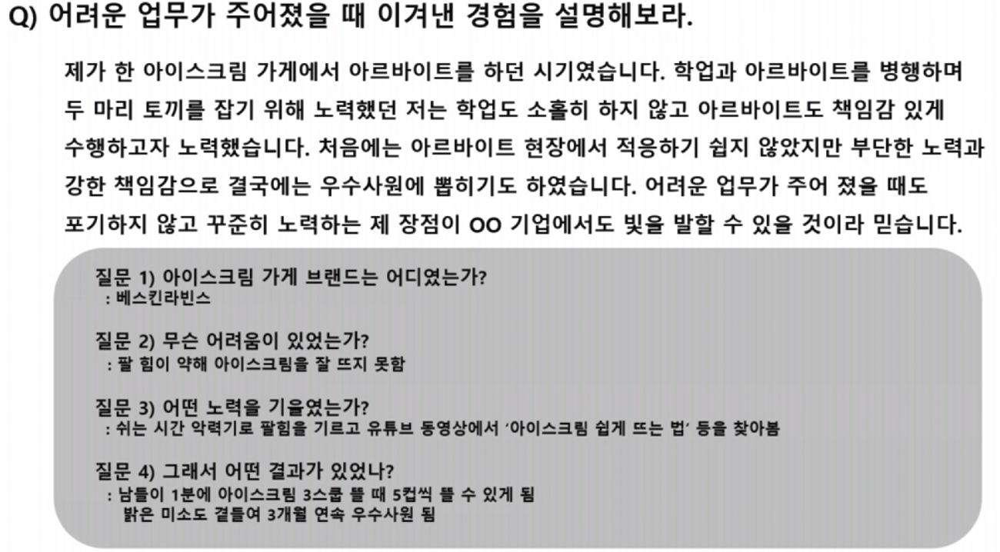 Q) 어려운 업무가 주어졌을 때 이겨낸 경험을 설명해보라.
제가 한 아이스크림 가게에서 아르바이트를 하던 시기였습니다. 학업과 아르바이트를 병행하며
두 마리 토끼를 잡기 위해 노력했던 저는 학업도 소홀히 하지 않고 아르바이트도 책임감 있게
수행하고자 노력했습니다. 처음에는 아르바이트 현장에서 적응하기 쉽지 않았지만 부단한 노력과
강한 책임감으로 결국에는 우수사원에 뽑히기도 하였습니다. 어려운 업무가 주어 졌을 때도
포기하지 않고 꾸준히 노력하는 제 장점이 OO 기업에서도 빛을 발할 수 있을 것이라 믿습니다.
질문 1) 아이스크림 가게 브랜드는 어디였는가?
: 베스킨라빈스
질문 2) 무슨 어려움이 있었는가?
: 팔 힘이 약해 아이스크림을 잘 뜨지 못함
질문 3) 어떤 노력을 기울였는가?
: 쉬는 시간 악력기로 팔힘을 기르고 유튜브 동영상에서 '아이스크림 쉽게 뜨는 법' 등을 찾아봄
질문 4) 그래서 어떤 결과가 있었나?
: 남들이 1분에 아이스크림 3스쿱 뜰 때 5컵씩 뜰 수 있게 됨
밝은 미소도 곁들여 3개월 연속 우수사원 됨